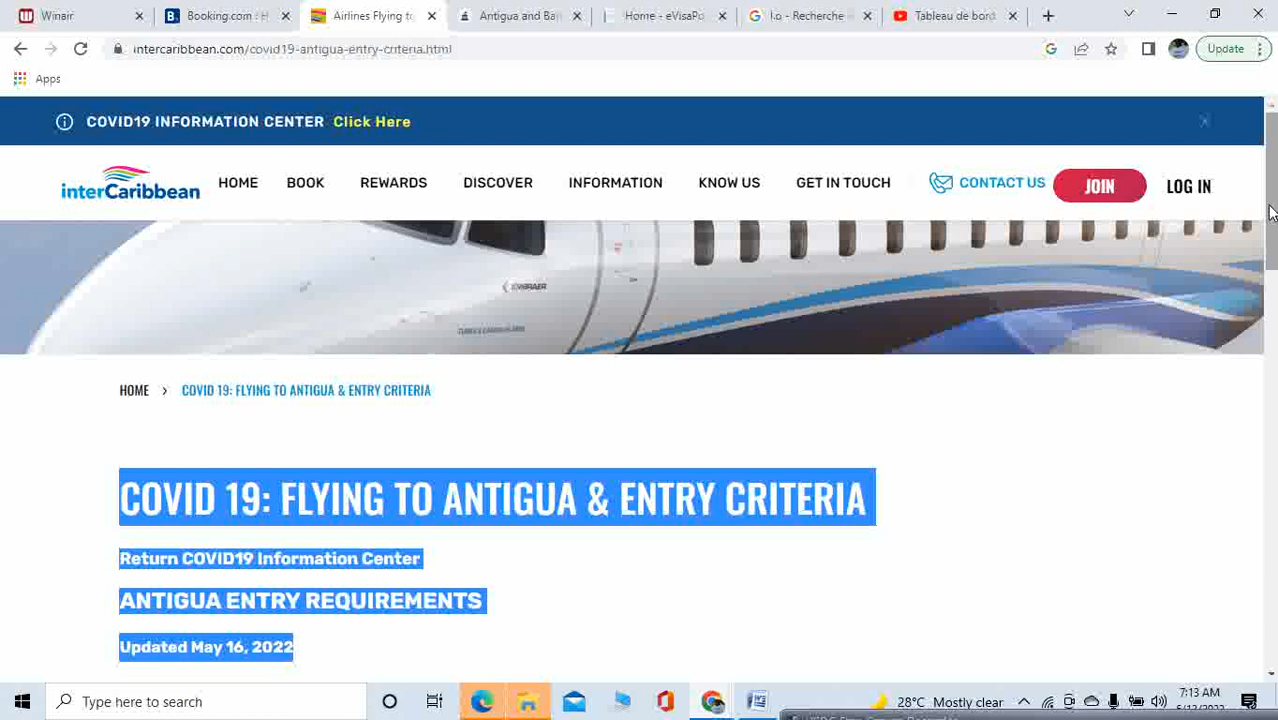 Winair
Booking.com : H
Airlines Flying to
Antigua and Bar
Home - eVisaPo
l.o - Recherche
Tableau de bord
intercaribbean.com/covid19-antigua-entry-criteria.html
Update
Apps
COVID19 INFORMATION CENTER Click Here
interCaribbean HOME BOOK REWARDS DISCOVER INFORMATION KNOW US GET IN TOUCH CONTACT US JOIN LOG IN
EMBRAER
HOME > COVID 19: FLYING TO ANTIGUA & ENTRY CRITERIA
COVID 19: FLYING TO ANTIGUA & ENTRY CRITERIA
Return COVID19 Information Center
ANTIGUA ENTRY REQUIREMENTS
Updated May 16, 2022
Type here to search
28°C Mostly clear
7:13 AM